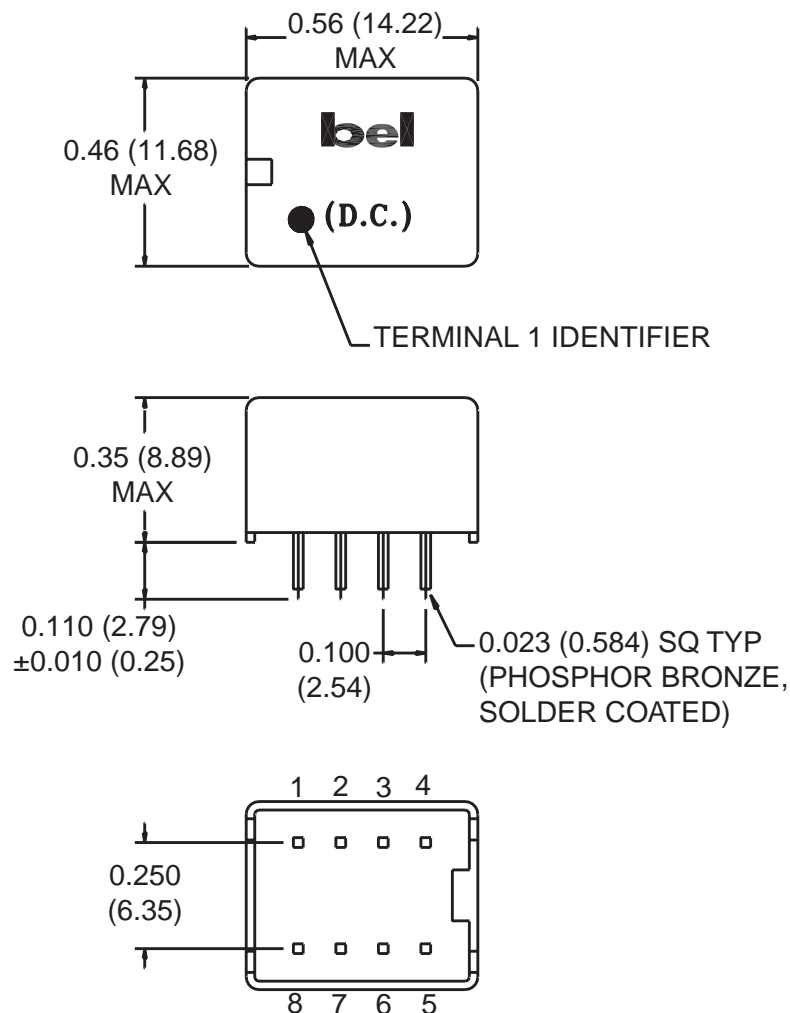 0.56 (14.22)
MAX
bel
0.46 (11.68)
MAX
(D.C.)
TERMINAL 1 IDENTIFIER
0.35 (8.89)
MAX
0.110 (2.79)
±0.010 (0.25)
0.100
(2.54)
0.023 (0.584) SQ TYP
(PHOSPHOR BRONZE,
SOLDER COATED)
1 2 3 4
0.250
(6.35)
8 7 6 5